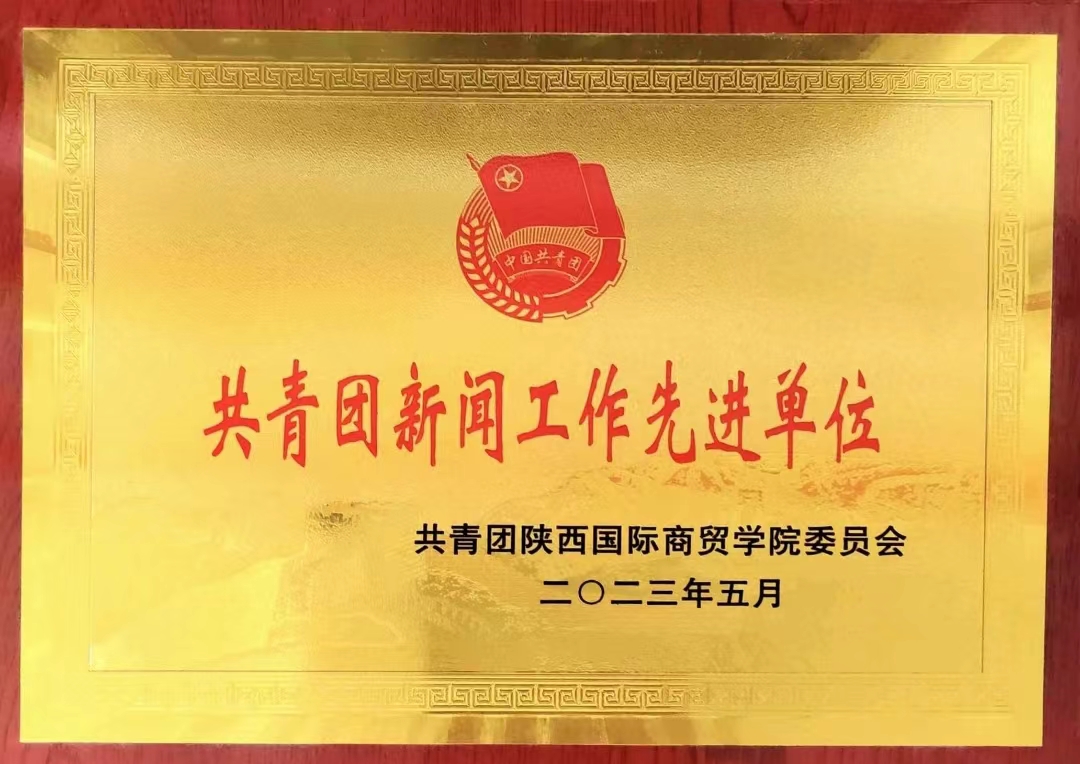 中国共青团
共青团新闻工作先进单位
共青团陕西国际商贸学院委员会
二〇二三年五月